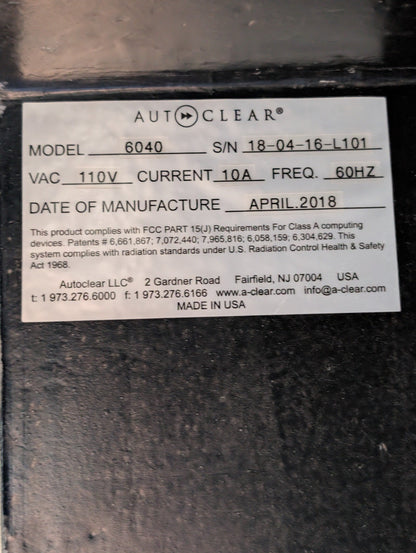 AUTOCLEAR®
MODEL 6040 S/N 18-04-16-L101
VAC 110V CURRENT 10A FREQ. 60HZ
DATE OF MANUFACTURE APRIL.2018
This product complies with FCC PART 15(J) Requirements For Class A computing
devices. Patents # 6,661,867; 7,072,440; 7,965,816; 6,058,159; 6,304,629. This
system complies with radiation standards under U.S. Radiation Control Health & Safety
Act 1968.
Autoclear LLC® 2 Gardner Road Fairfield, NJ 07004 USA
t: 1 973.276.6000 f: 1 973.276.6166 www.a-clear.com info@a-clear.com
MADE IN USA